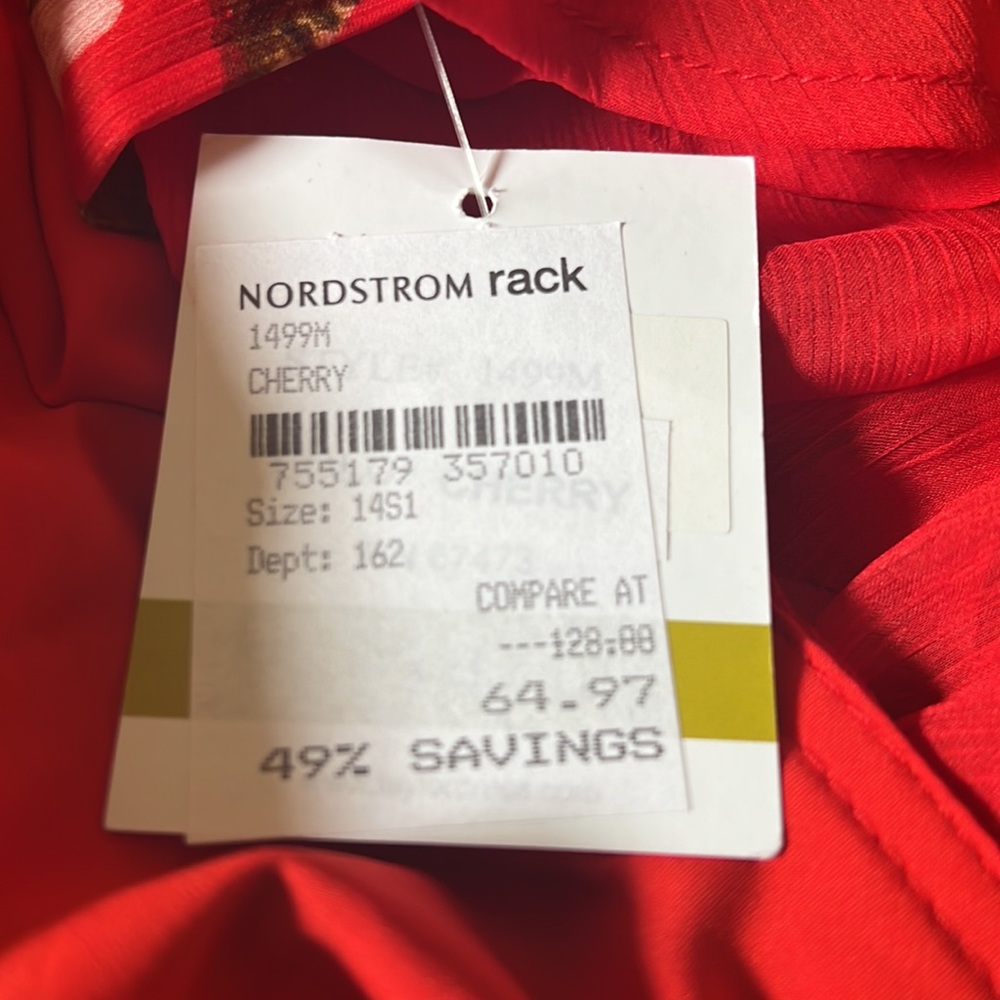 NORDSTROM rack
1499M
CHERRY
755179 357010
Size: 14S1
Dept: 162
COMPARE AT
---128.00
64.97
49% SAVINGS